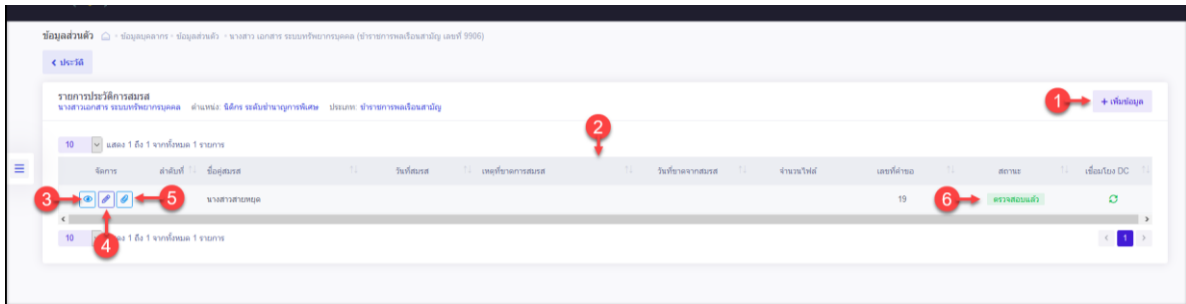 ข้อมูลส่วนตัว - ข้อมูลบุคลากร - ข้อมูลส่วนตัว - นางสาว เอกสาร ระบบทรัพยากรบุคคล (ข้าราชการพลเรือนสามัญ เลขที่ 9906)
< ประวัติ
รายการประวัติการสมรส
นางสาวเอกสาร ระบบทรัพยากรบุคคล ตำแหน่ง: นิติกร ระดับชำนาญการพิเศษ ประเภท: ข้าราชการพลเรือนสามัญ
1 + เพิ่มข้อมูล
2
10 แสดง 1 ถึง 1 จากทั้งหมด 1 รายการ
จัดการ ลำดับที่ ชื่อคู่สมรส วันที่สมรส เหตุที่ขาดการสมรส วันที่ขาดจากสมรส จำนวนไฟล์ เลขที่คำขอ สถานะ เชื่อมโยง DC
3 5 นางสาวสายหยุด 19 6 ตรวจสอบแล้ว
4
10 แสดง 1 ถึง 1 จากทั้งหมด 1 รายการ < 1 >